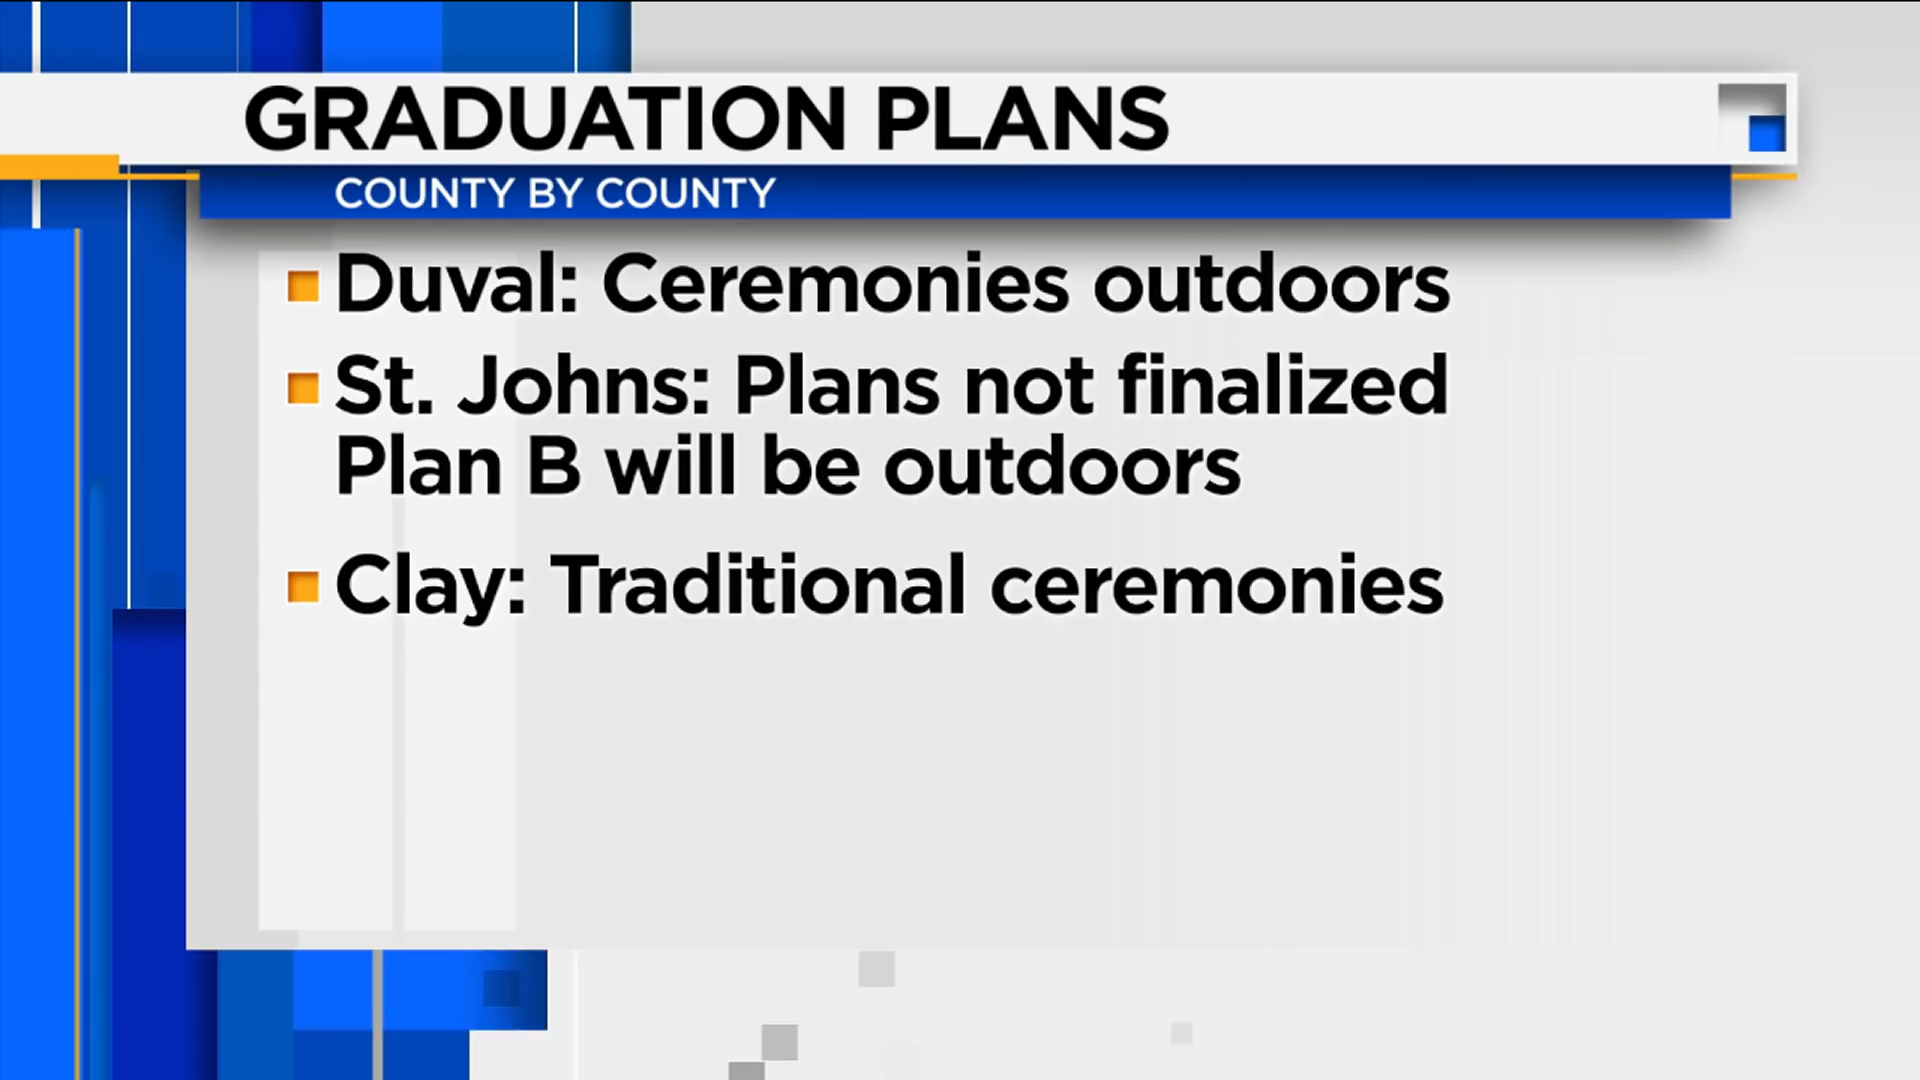 GRADUATION PLANS
COUNTY BY COUNTY
Duval: Ceremonies outdoors
St. Johns: Plans not finalized
Plan B will be outdoors
Clay: Traditional ceremonies